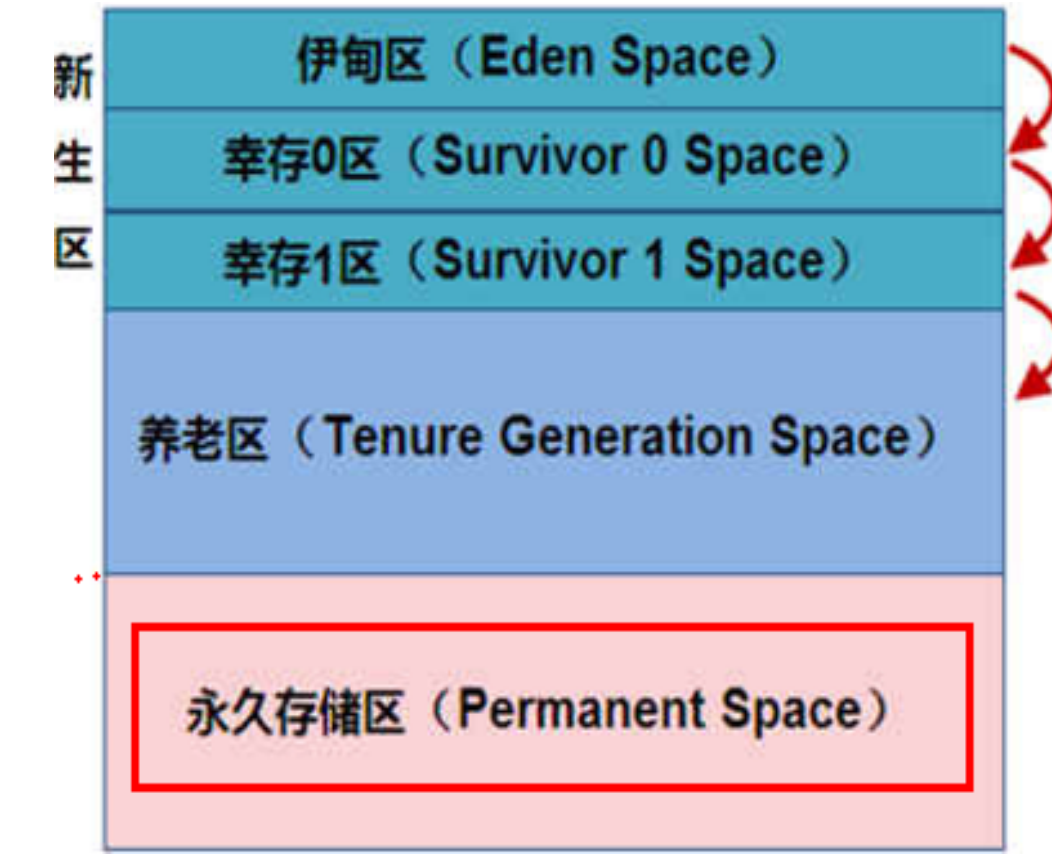 新
生
区
伊甸区（Eden Space）
幸存0区（Survivor 0 Space）
幸存1区（Survivor 1 Space）
养老区（Tenure Generation Space）
永久存储区（Permanent Space）